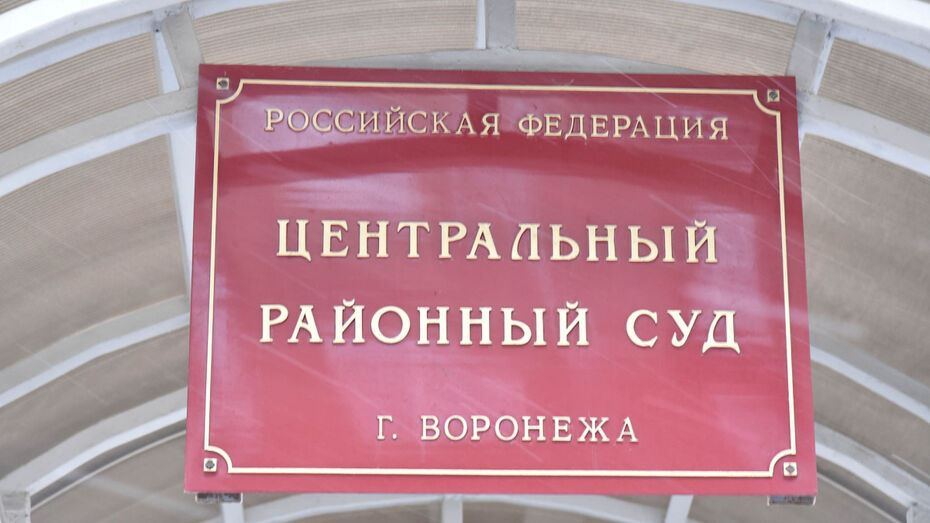 РОССИЙСКАЯ ФЕДЕРАЦИЯ
ЦЕНТРАЛЬНЫЙ
РАЙОННЫЙ СУД
Г. ВОРОНЕЖА